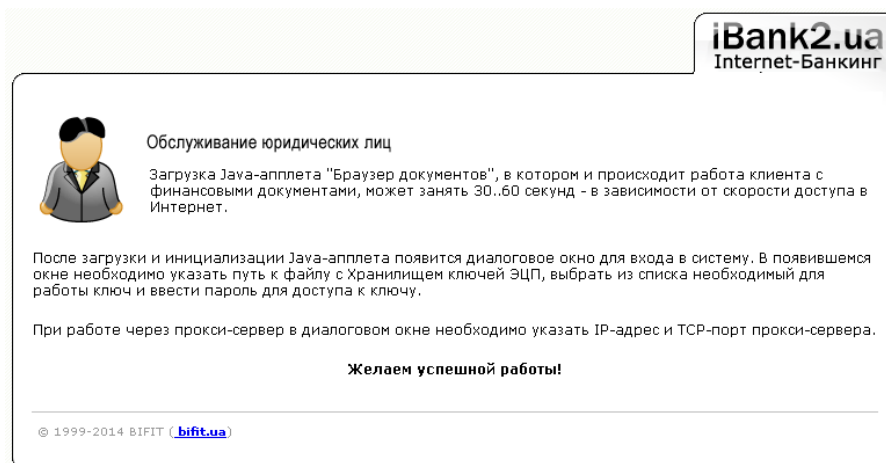 iBank2.ua
Internet-Банкинг
Обслуживание юридических лиц
Загрузка Java-апплета "Браузер документов", в котором и происходит работа клиента с
финансовыми документами, может занять 30..60 секунд - в зависимости от скорости доступа в
Интернет.
После загрузки и инициализации Java-апплета появится диалоговое окно для входа в систему. В появившемся
окне необходимо указать путь к файлу с Хранилищем ключей ЭЦП, выбрать из списка необходимый для
работы ключ и ввести пароль для доступа к ключу.
При работе через прокси-сервер в диалоговом окне необходимо указать IP-адрес и TCP-порт прокси-сервера.
Желаем успешной работы!
© 1999-2014 BIFIT ( bifit.ua)